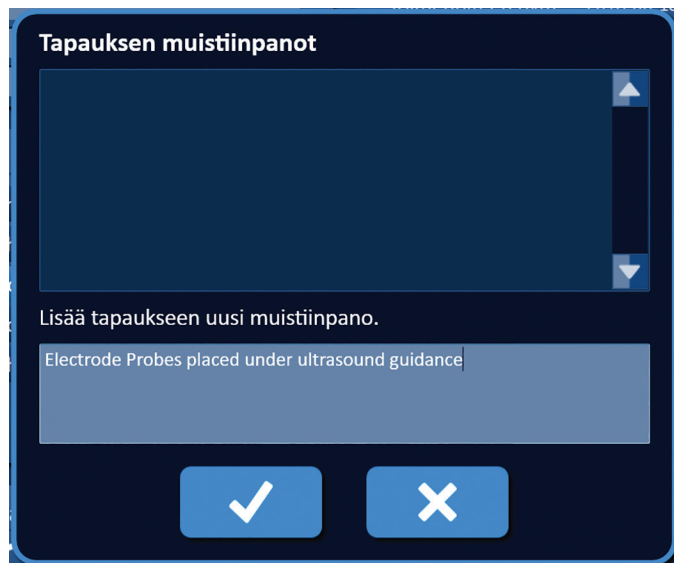 Tapauksen muistiinpanot
Lisää tapaukseen uusi muistiinpano.
Electrode Probes placed under ultrasound guidance